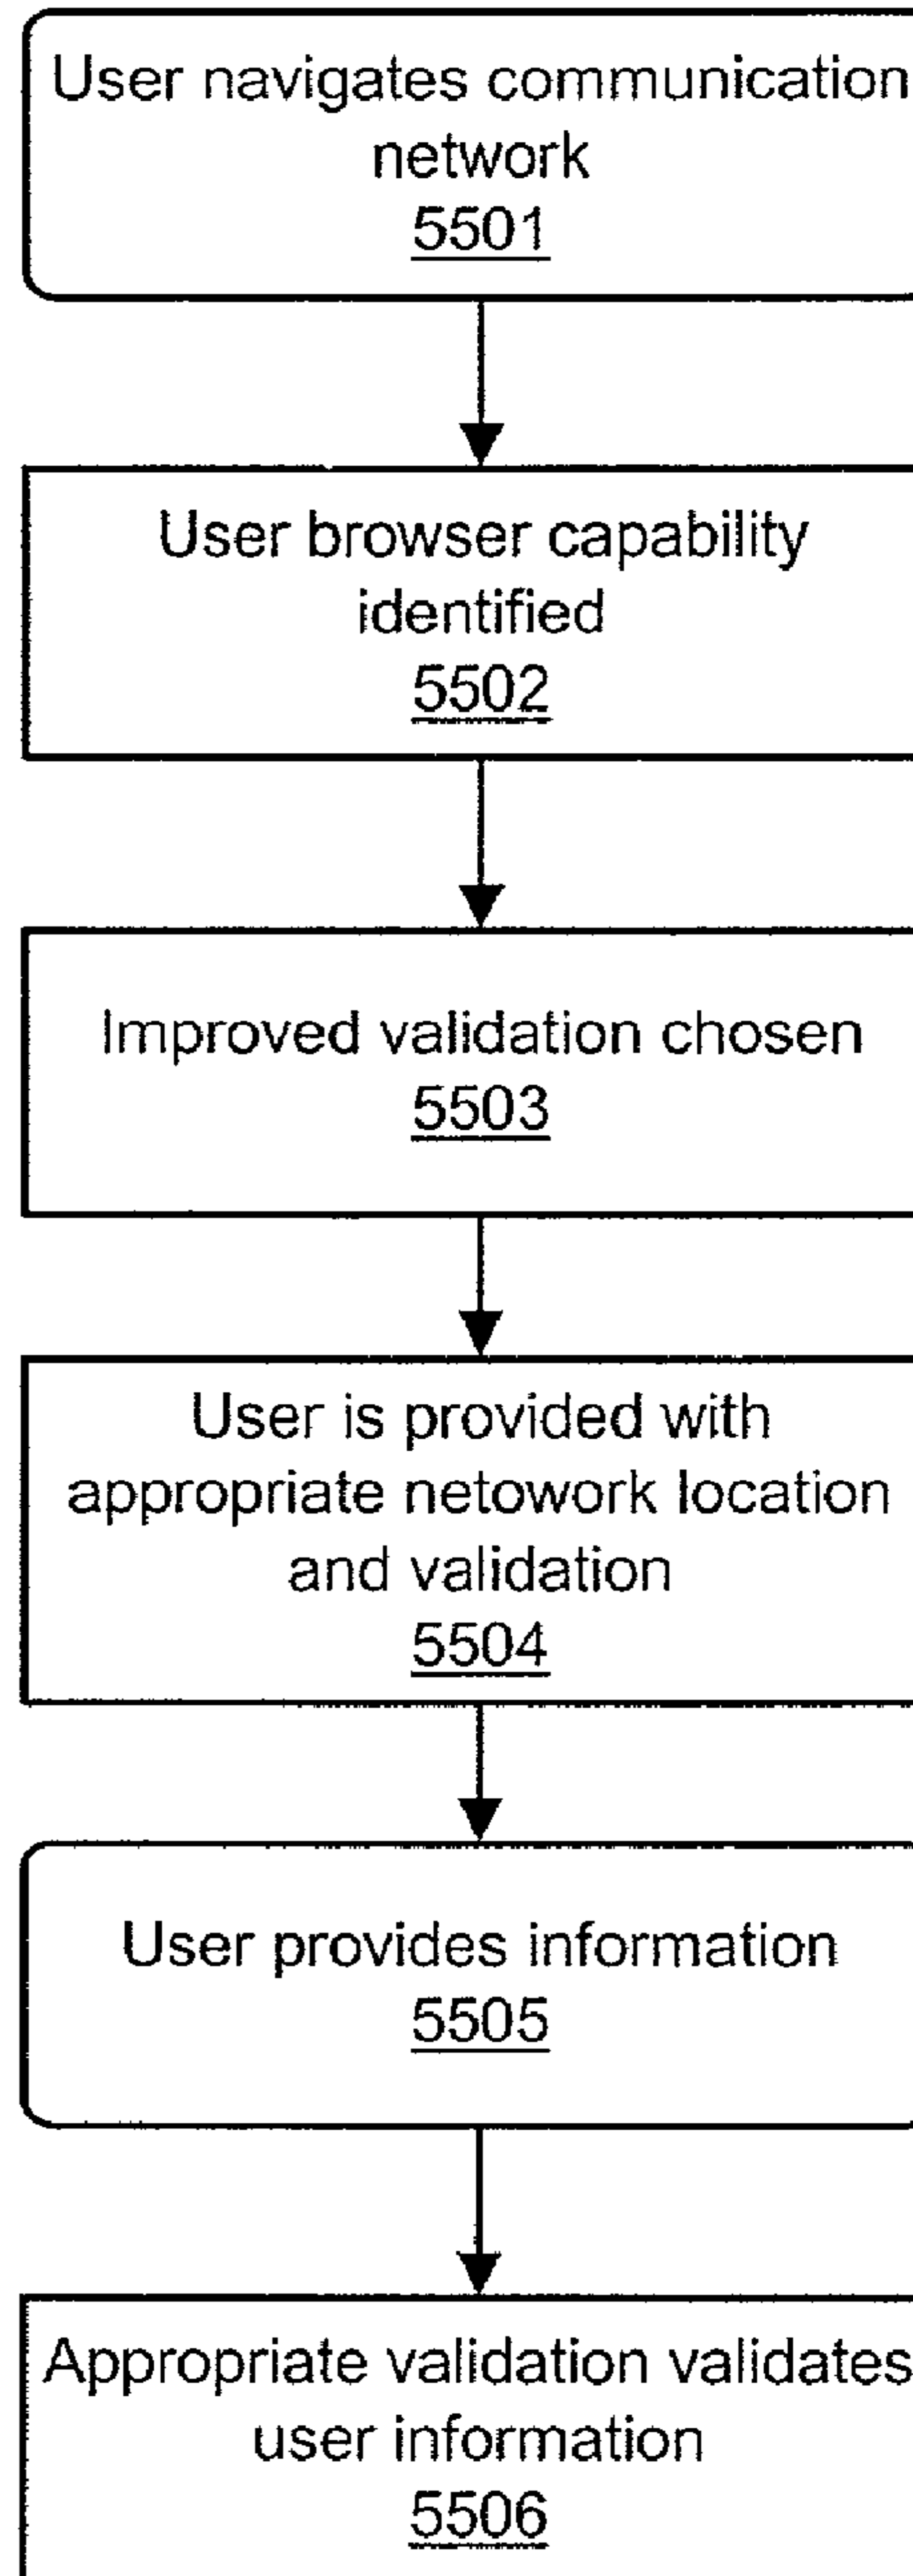 User navigates communication
network
5501
User browser capability
identified
5502
Improved validation chosen
5503
User is provided with
appropriate netowork location
and validation
5504
User provides information
5505
Appropriate validation validates
user information
5506